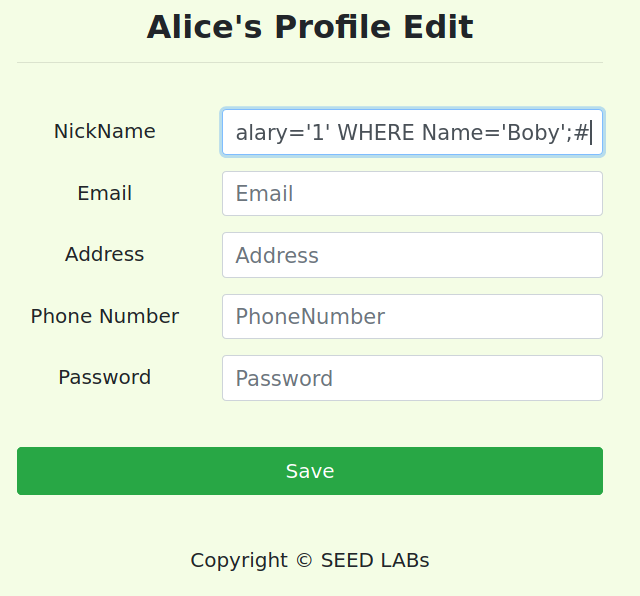 Alice's Profile Edit
NickName
alary='1' WHERE Name='Boby';#
Email
Email
Address
Address
Phone Number
PhoneNumber
Password
Password
Save
Copyright © SEED LABs